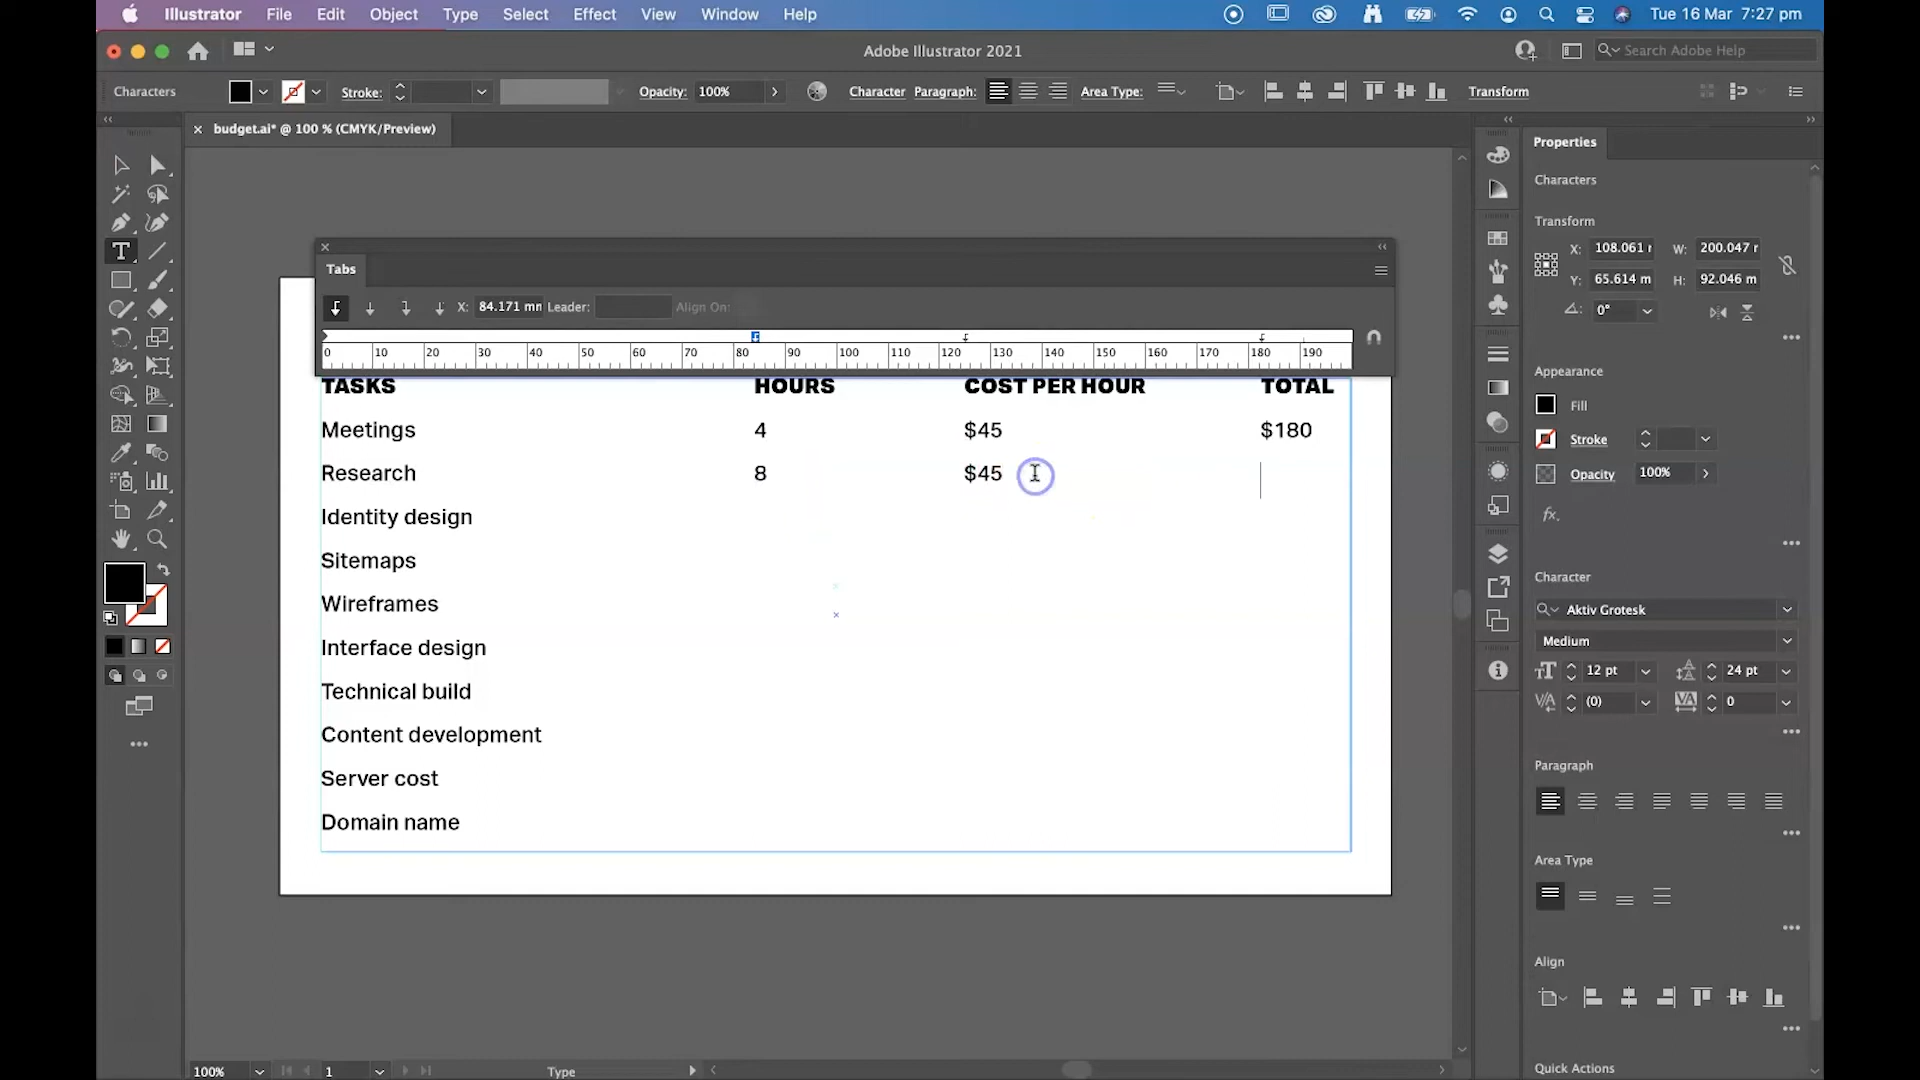 Illustrator File Edit Object Type Select Effect View Window Help Tue 16 Mar 7:27 pm
Adobe Illustrator 2021 Search Adobe Help
Characters Stroke: Opacity: 100% Character Paragraph: Area Type: Transform
budget.ai* @ 100 % (CMYK/Preview)
Tabs
X: 84.171 mm Leader: Align On:
0 10 20 30 40 50 60 70 80 90 100 110 120 130 140 150 160 170 180 190
TASKS HOURS COST PER HOUR TOTAL
Meetings 4 $45 $180
Research 8 $45
Identity design
Sitemaps
Wireframes
Interface design
Technical build
Content development
Server cost
Domain name
100% 1 Type
Properties
Characters
Transform
X: 108.061 W: 200.047
Y: 65.614 m H: 92.046 m
0°
Appearance
Fill
Stroke
Opacity 100%
fx.
Character
Aktiv Grotesk
Medium
12 pt 24 pt
(0) 0
Paragraph
Area Type
Align
Quick Actions